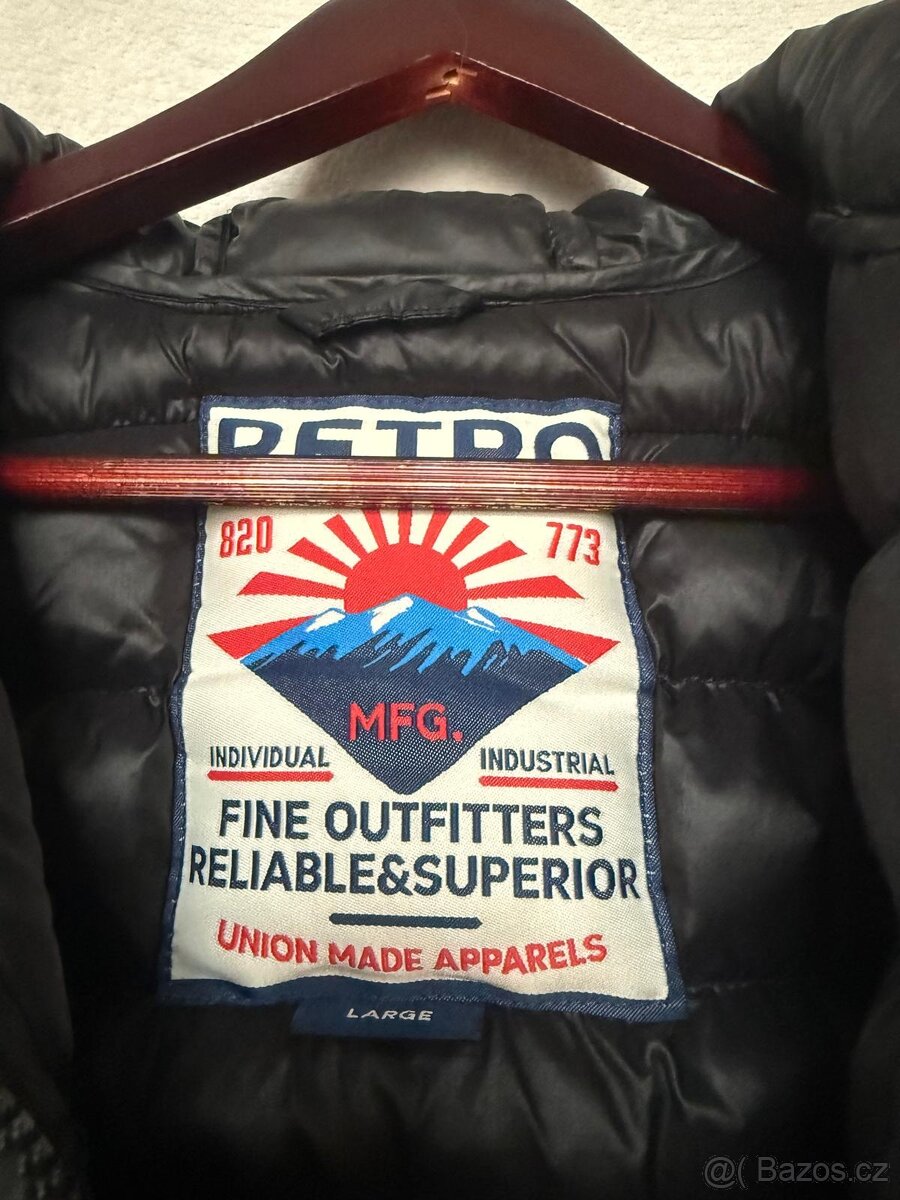 RETRO
820 773
MFG.
INDIVIDUAL INDUSTRIAL
FINE OUTFITTERS
RELIABLE&SUPERIOR
UNION MADE APPARELS
LARGE
@( Bazos.cz